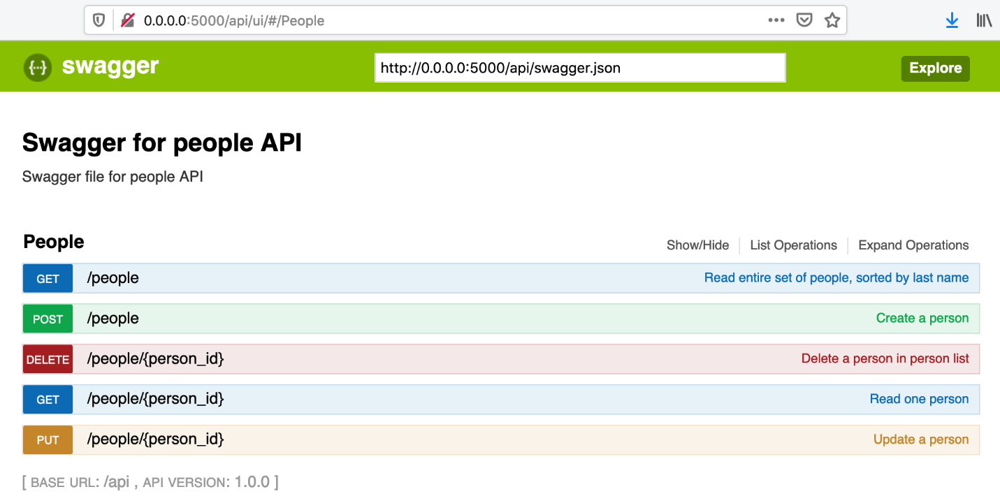 0.0.0.0:5000/api/ui/#/People
{···} swagger http://0.0.0.0:5000/api/swagger.json Explore
Swagger for people API
Swagger file for people API
People Show/Hide List Operations Expand Operations
GET /people Read entire set of people, sorted by last name
POST /people Create a person
DELETE /people/{person_id} Delete a person in person list
GET /people/{person_id} Read one person
PUT /people/{person_id} Update a person
[ BASE URL: /api , API VERSION: 1.0.0 ]